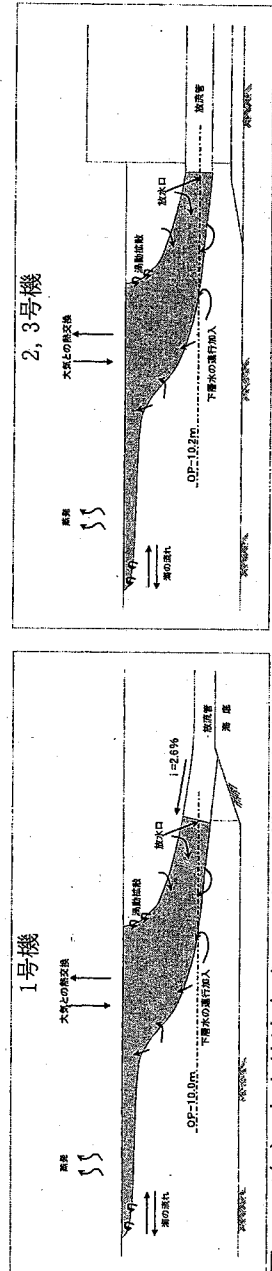 1号機
蒸発
大気との熱交換
渦動拡散
潮の流れ
放水口
i=2.6%
OP-10.0m
放流管
下層水の連行加入
海底
2,3号機
蒸発
大気との熱交換
渦動拡散
潮の流れ
放水口
放流管
OP-10.2m
下層水の連行加入